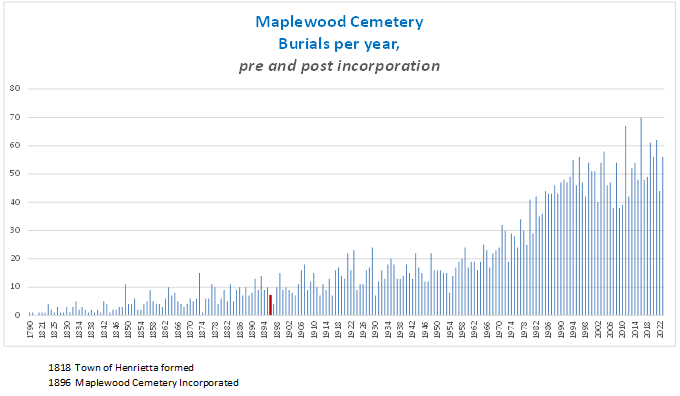 Maplewood Cemetery
Burials per year,
pre and post incorporation
80
70
60
50
40
30
20
10
0
1790 1821 1825 1830 1834 1838 1842 1846 1850 1854 1858 1862 1866 1870 1874 1878 1882 1886 1890 1894 1898 1902 1906 1910 1914 1918 1922 1926 1930 1934 1938 1942 1946 1950 1954 1958 1962 1966 1970 1974 1978 1982 1986 1990 1994 1998 2002 2006 2010 2014 2018 2022
1818 Town of Henrietta formed
1896 Maplewood Cemetery Incorporated